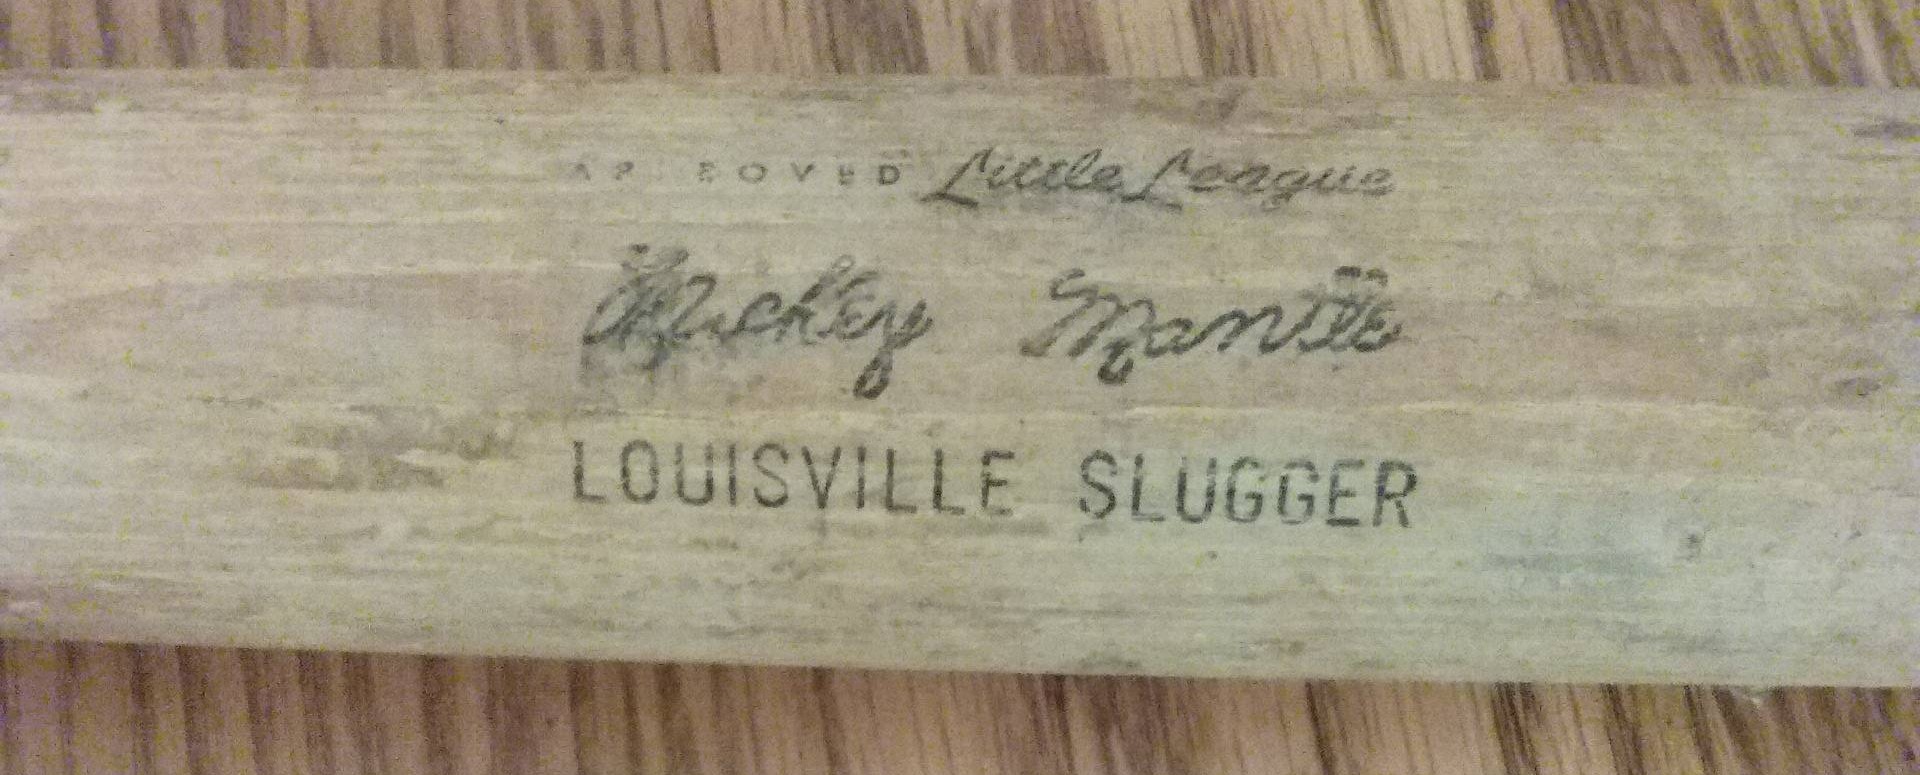 APPROVED Little League
Mickey Mantle
LOUISVILLE SLUGGER